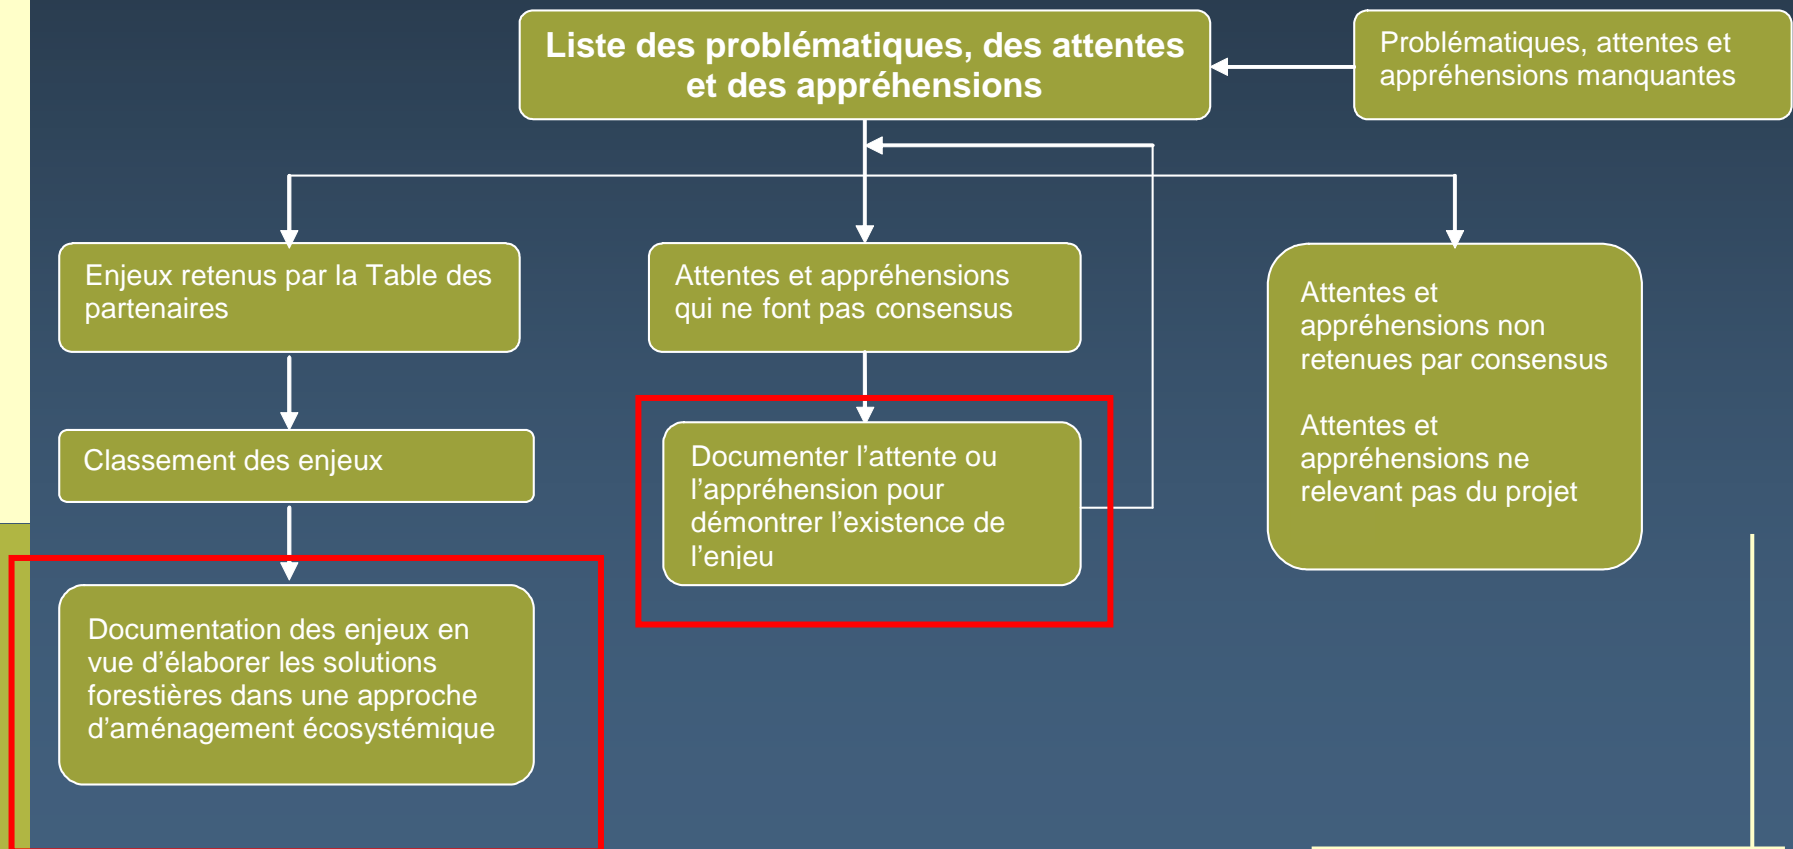 Liste des problématiques, des attentes
et des appréhensions
Problématiques, attentes et
appréhensions manquantes
Enjeux retenus par la Table des
partenaires
Attentes et appréhensions
qui ne font pas consensus
Attentes et
appréhensions non
retenues par consensus
Attentes et
appréhensions ne
relevant pas du projet
Classement des enjeux
Documenter l’attente ou
l’appréhension pour
démontrer l’existence de
l’enjeu
Documentation des enjeux en
vue d’élaborer les solutions
forestières dans une approche
d’aménagement écosystémique